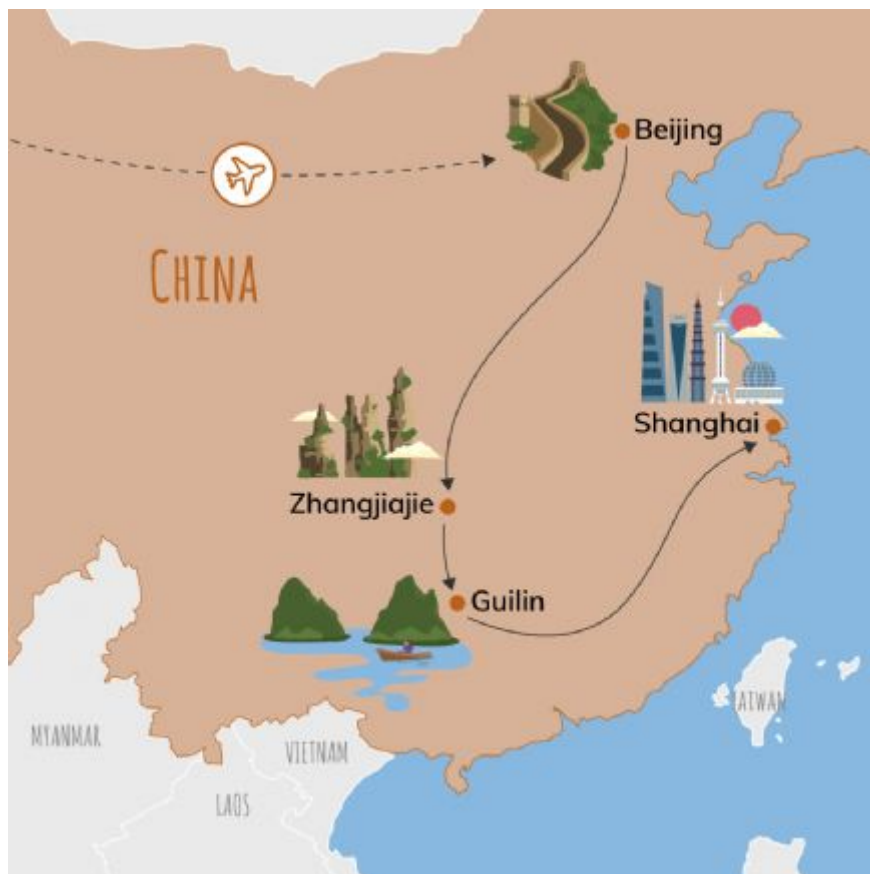 Beijing
CHINA
Shanghai
Zhangjiajie
Guilin
TAIWAN
MYANMAR
VIETNAM
LAOS